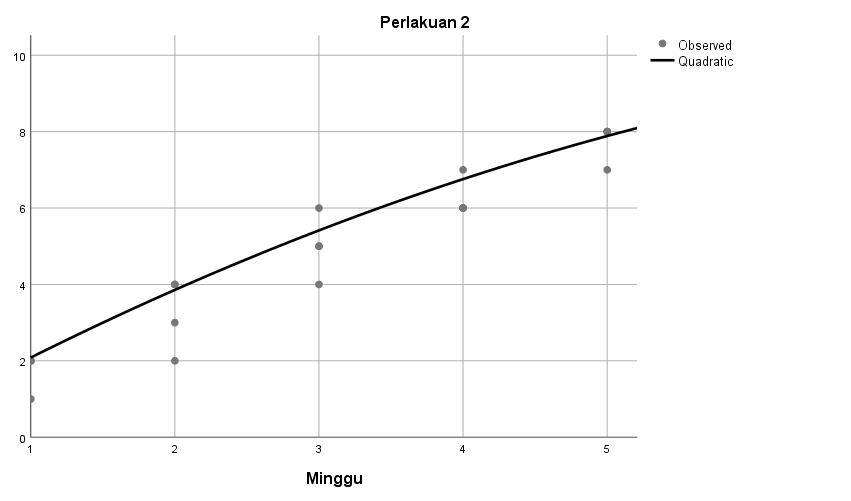 Perlakuan 2
Observed
Quadratic
10
8
6
4
2
0
1 2 3 4 5
Minggu